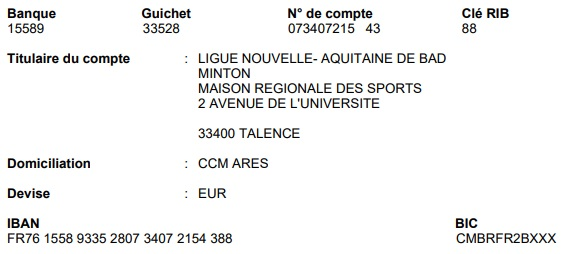 Banque Guichet N° de compte Clé RIB
15589 33528 073407215 43 88
Titulaire du compte : LIGUE NOUVELLE- AQUITAINE DE BAD
MINTON
MAISON REGIONALE DES SPORTS
2 AVENUE DE L'UNIVERSITE
33400 TALENCE
Domiciliation : CCM ARES
Devise : EUR
IBAN BIC
FR76 1558 9335 2807 3407 2154 388 CMBRFR2BXXX